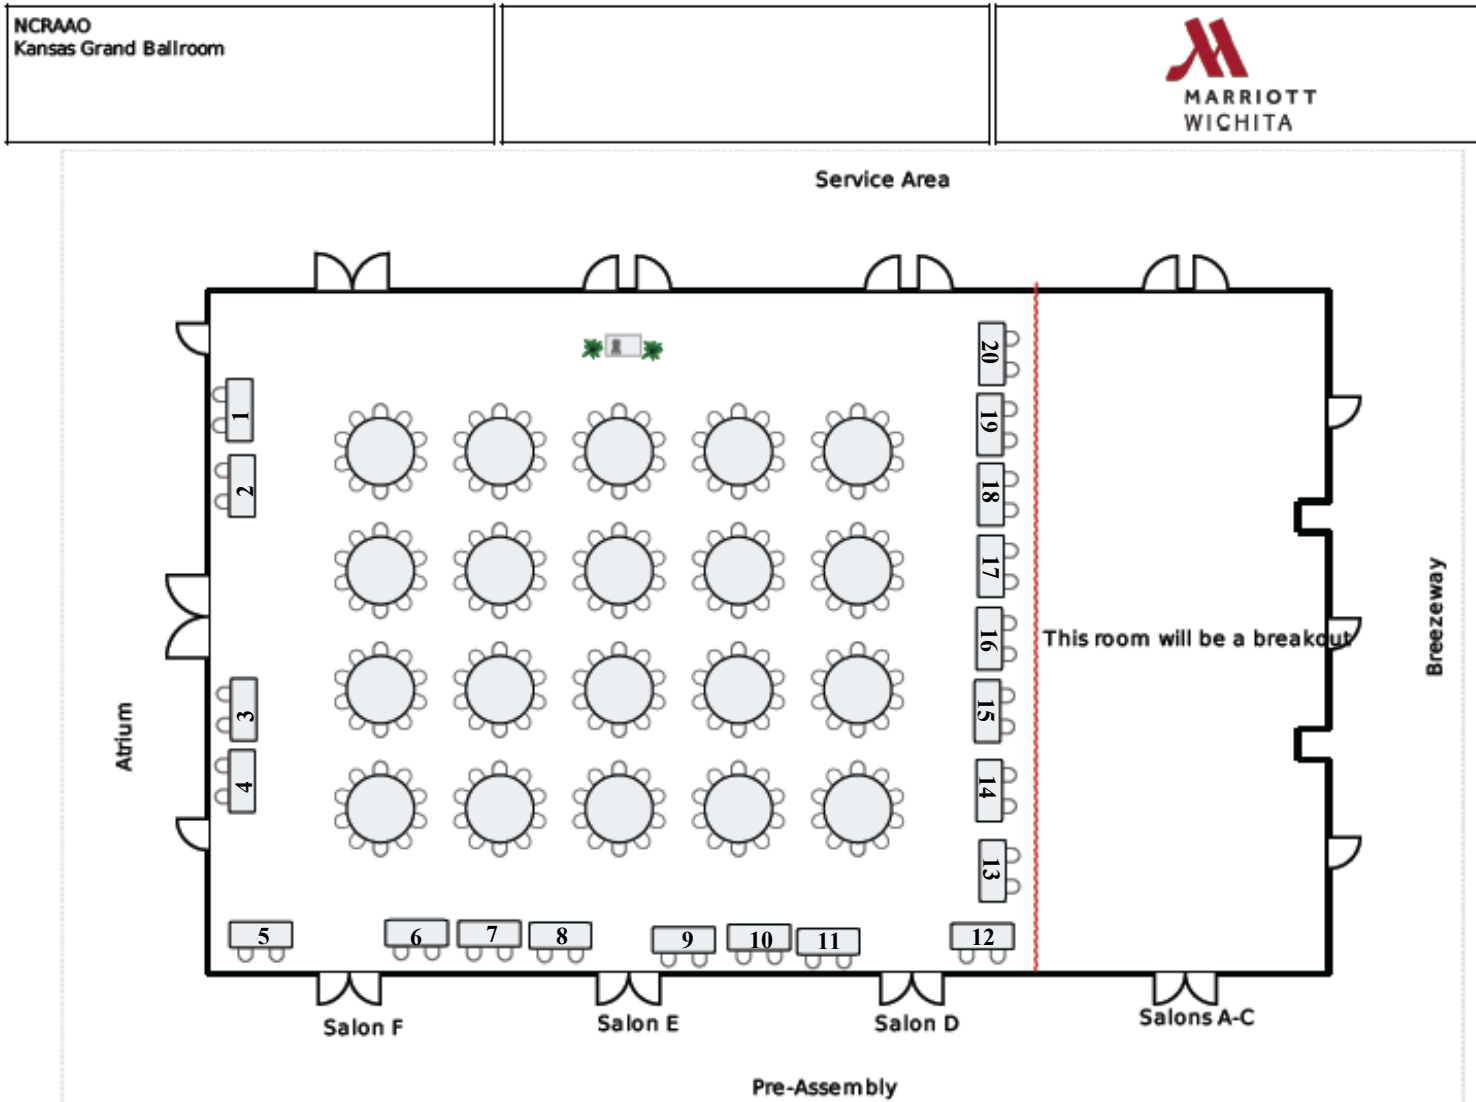 NCRAAO
Kansas Grand Ballroom
MARRIOTT
WICHITA
Service Area
1
2
3
4
5
6
7
8
9
10
11
12
13
14
15
16
17
18
19
20
This room will be a breakout
Atrium
Breezeway
Salon F
Salon E
Salon D
Salons A-C
Pre-Assembly